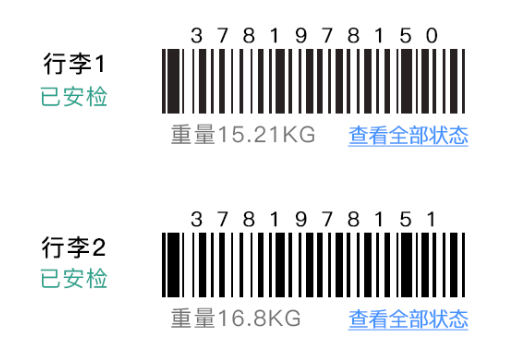 3781978150
行李1
已安检
重量15.21KG 查看全部状态
3781978151
行李2
已安检
重量16.8KG 查看全部状态